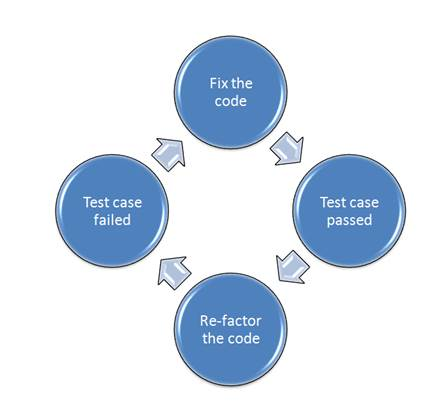 Fix the
code
Test case
passed
Re-factor
the code
Test case
failed